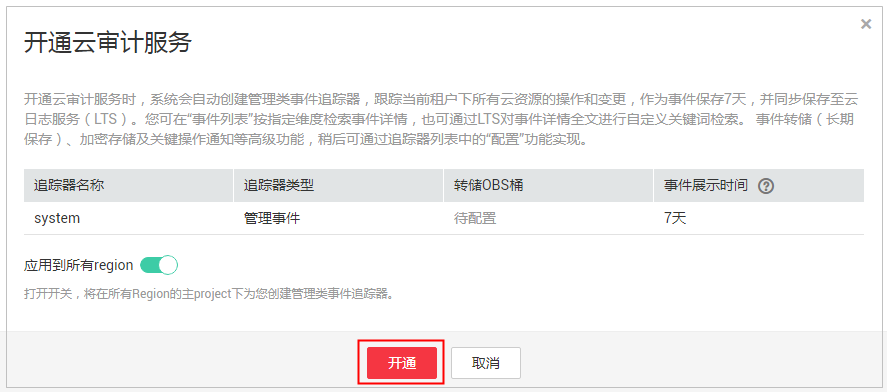 开通云审计服务
开通云审计服务时，系统会自动创建管理类事件追踪器，跟踪当前租户下所有云资源的操作和变更，作为事件保存7天，并同步保存至云
日志服务（LTS）。您可在“事件列表”按指定维度检索事件详情，也可通过LTS对事件详情全文进行自定义关键词检索。 事件转储（长期
保存）、加密存储及关键操作通知等高级功能，稍后可通过追踪器列表中的“配置”功能实现。
追踪器名称 追踪器类型 转储OBS桶 事件展示时间 ?
system 管理事件 待配置 7天
应用到所有region
打开开关，将在所有Region的主project下为您创建管理类事件追踪器。
开通 取消